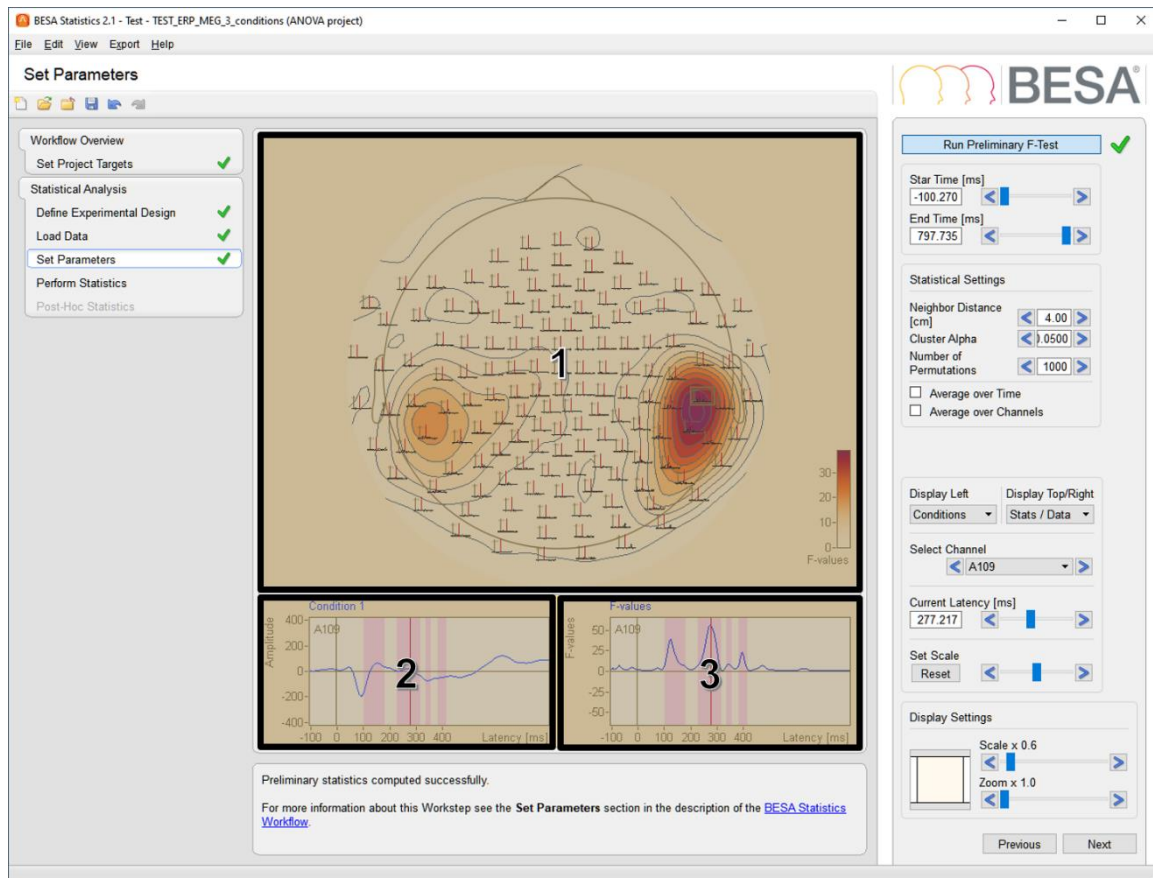 BESA Statistics 2.1 - Test - TEST_ERP_MEG_3_conditions (ANOVA project)
File Edit View Export Help
Set Parameters
BESA®
Workflow Overview
Set Project Targets
Statistical Analysis
Define Experimental Design
Load Data
Set Parameters
Perform Statistics
Post-Hoc Statistics
1
30
20
10
0
F-values
Condition 1
Amplitude
A109
400
200
0
-200
-400
2
-100 0 100 200 300 400 Latency [ms]
F-values
F-values
A109
50
25
0
-25
-50
3
-100 0 100 200 300 400 Latency [ms]
Preliminary statistics computed successfully.
For more information about this Workstep see the Set Parameters section in the description of the BESA Statistics
Workflow.
Run Preliminary F-Test
Star Time [ms]
-100.270
End Time [ms]
797.735
Statistical Settings
Neighbor Distance
[cm] 4.00
Cluster Alpha ).0500
Number of
Permutations 1000
Average over Time
Average over Channels
Display Left Display Top/Right
Conditions Stats / Data
Select Channel
A109
Current Latency [ms]
277.217
Set Scale
Reset
Display Settings
Scale x 0.6
Zoom x 1.0
Previous Next